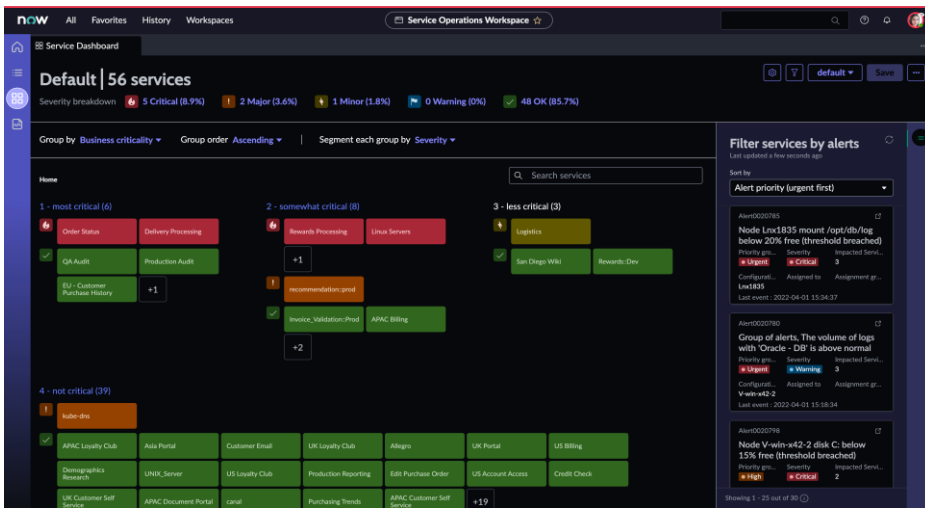 now All Favorites History Workspaces Service Operations Workspace
Service Dashboard
Default | 56 services
default Save
Severity breakdown 5 Critical (8.9%) 2 Major (3.6%) 1 Minor (1.8%) 0 Warning (0%) 48 OK (85.7%)
Group by Business criticality Group order Ascending Segment each group by Severity
Home
Search services
1 - most critical (6)
Order Status
Delivery Processing
QA Audit
Production Audit
EU - Customer
Purchase History
+1
2 - somewhat critical (8)
Rewards Processing
Linux Servers
+1
recommendation::prod
Invoice_Validation::Prod
APAC Billing
+2
3 - less critical (3)
Logistics
San Diego Wiki
Rewards::Dev
4 - not critical (39)
kube-dns
APAC Loyalty Club
Asia Portal
Customer Email
UK Loyalty Club
Allegro
UK Portal
US Billing
Demographics
Research
UNIX_Server
US Loyalty Club
Production Reporting
Edit Purchase Order
US Account Access
Credit Check
UK Customer Self
Service
APAC Document Portal
canal
Purchasing Trends
APAC Customer Self
Service
+19
Filter services by alerts
Last updated a few seconds ago
Sort by
Alert priority (urgent first)
Alert0020785
Node Lnx1835 mount /opt/db/log
below 20% free (threshold breached)
Priority gro... Severity Impacted Servi...
Urgent Critical 3
Configurati... Assigned to Assignment gr...
Lnx1835
Last event : 2022-04-01 15:34:37
Alert0020780
Group of alerts, The volume of logs
with 'Oracle - DB' is above normal
Priority gro... Severity Impacted Servi...
Urgent Warning 3
Configurati... Assigned to Assignment gr...
V-win-x42-2
Last event : 2022-04-01 15:18:34
Alert0020798
Node V-win-x42-2 disk C: below
15% free (threshold breached)
Priority gro... Severity Impacted Servi...
High Critical 2
Showing 1 - 25 out of 30